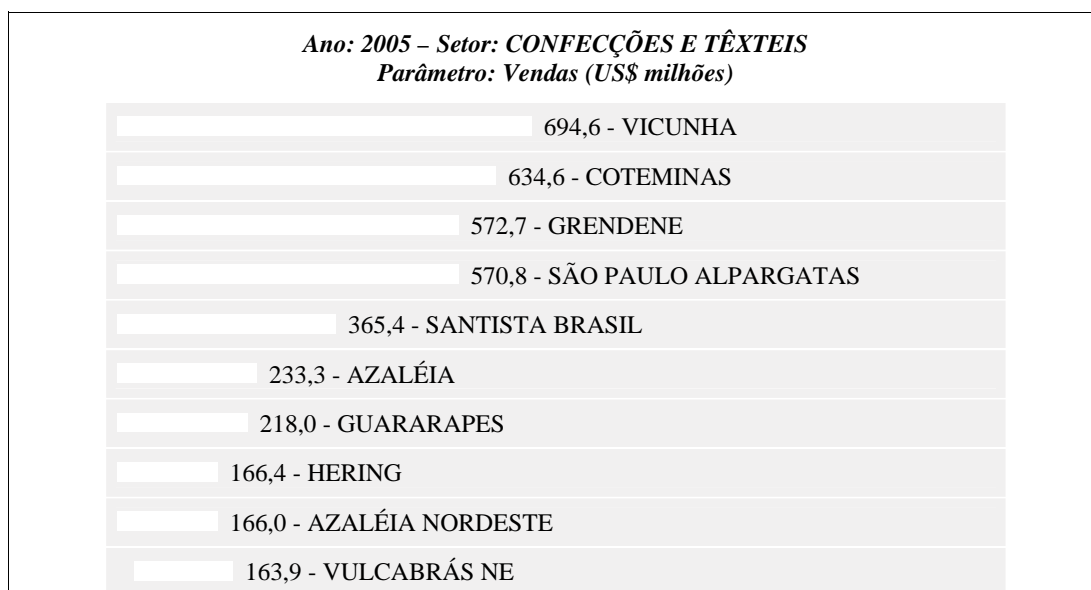 Ano: 2005 – Setor: CONFECÇÕES E TÊXTEIS
Parâmetro: Vendas (US$ milhões)
694,6 - VICUNHA
634,6 - COTEMINAS
572,7 - GRENDENE
570,8 - SÃO PAULO ALPARGATAS
365,4 - SANTISTA BRASIL
233,3 - AZALÉIA
218,0 - GUARARAPES
166,4 - HERING
166,0 - AZALÉIA NORDESTE
163,9 - VULCABRÁS NE